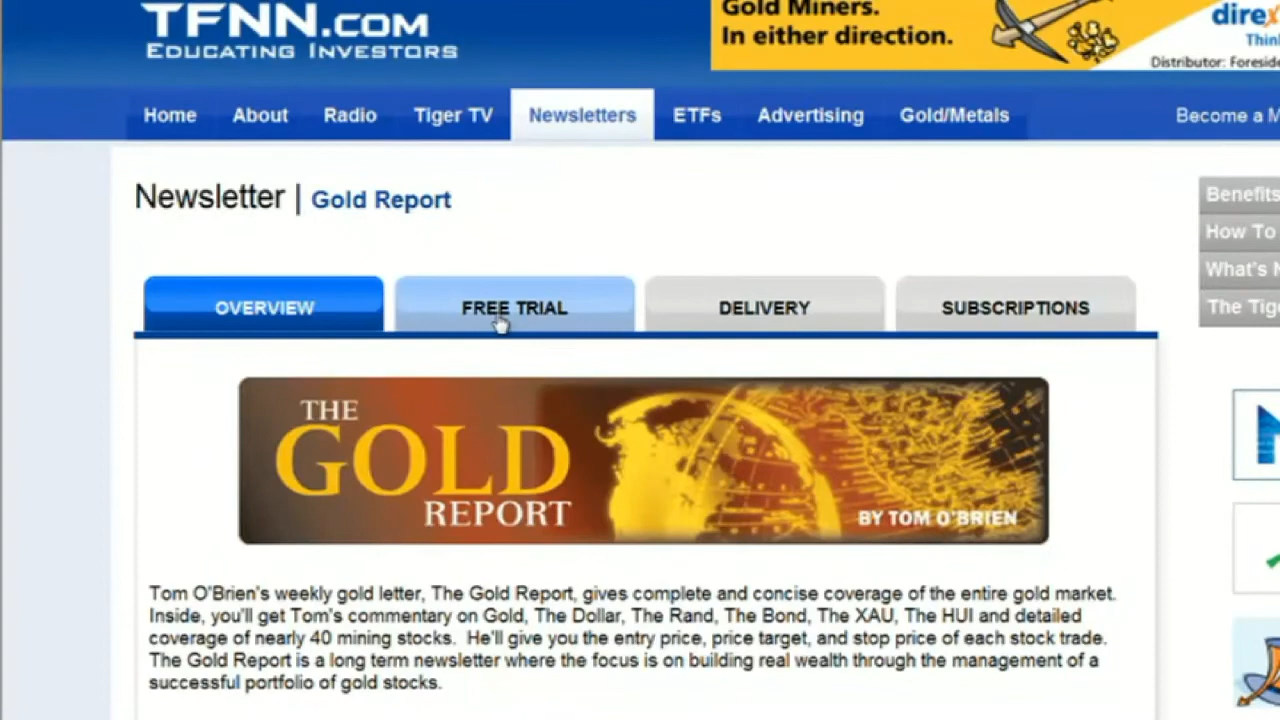 TFNN.COM
EDUCATING INVESTORS
Gold Miners.
In either direction.
Distributor:
Home About Radio Tiger TV Newsletters ETFs Advertising Gold/Metals Become a
Newsletter | Gold Report
Benefits
How To
What's
The
OVERVIEW FREE TRIAL DELIVERY SUBSCRIPTIONS
THE
GOLD
REPORT
BY TOM O'BRIEN
Tom O'Brien's weekly gold letter, The Gold Report, gives complete and concise coverage of the entire gold market.
Inside, you'll get Tom's commentary on Gold, The Dollar, The Rand, The Bond, The XAU, The HUI and detailed
coverage of nearly 40 mining stocks. He'll give you the entry price, price target, and stop price of each stock trade.
The Gold Report is a long term newsletter where the focus is on building real wealth through the management of a
successful portfolio of gold stocks.